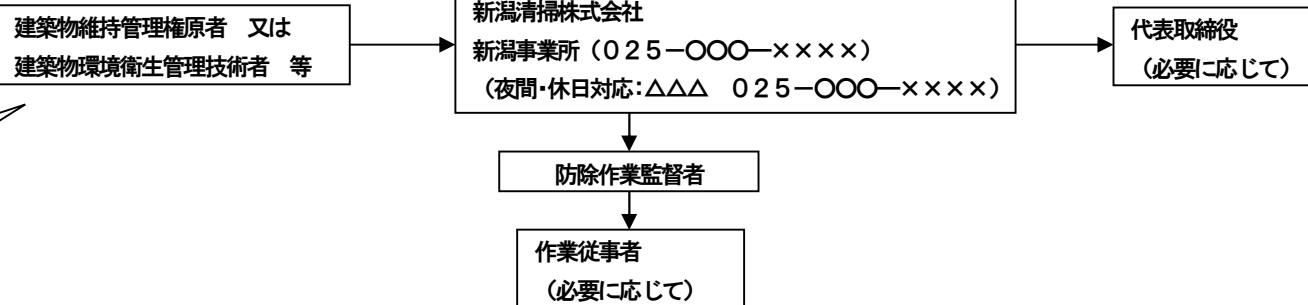 建築物維持管理権原者　又は
建築物環境衛生管理技術者　等
新潟清掃株式会社
新潟事業所（０２５－○○○－××××）
（夜間・休日対応：△△△　０２５－○○○－××××）
代表取締役
（必要に応じて）
防除作業監督者
作業従事者
（必要に応じて）